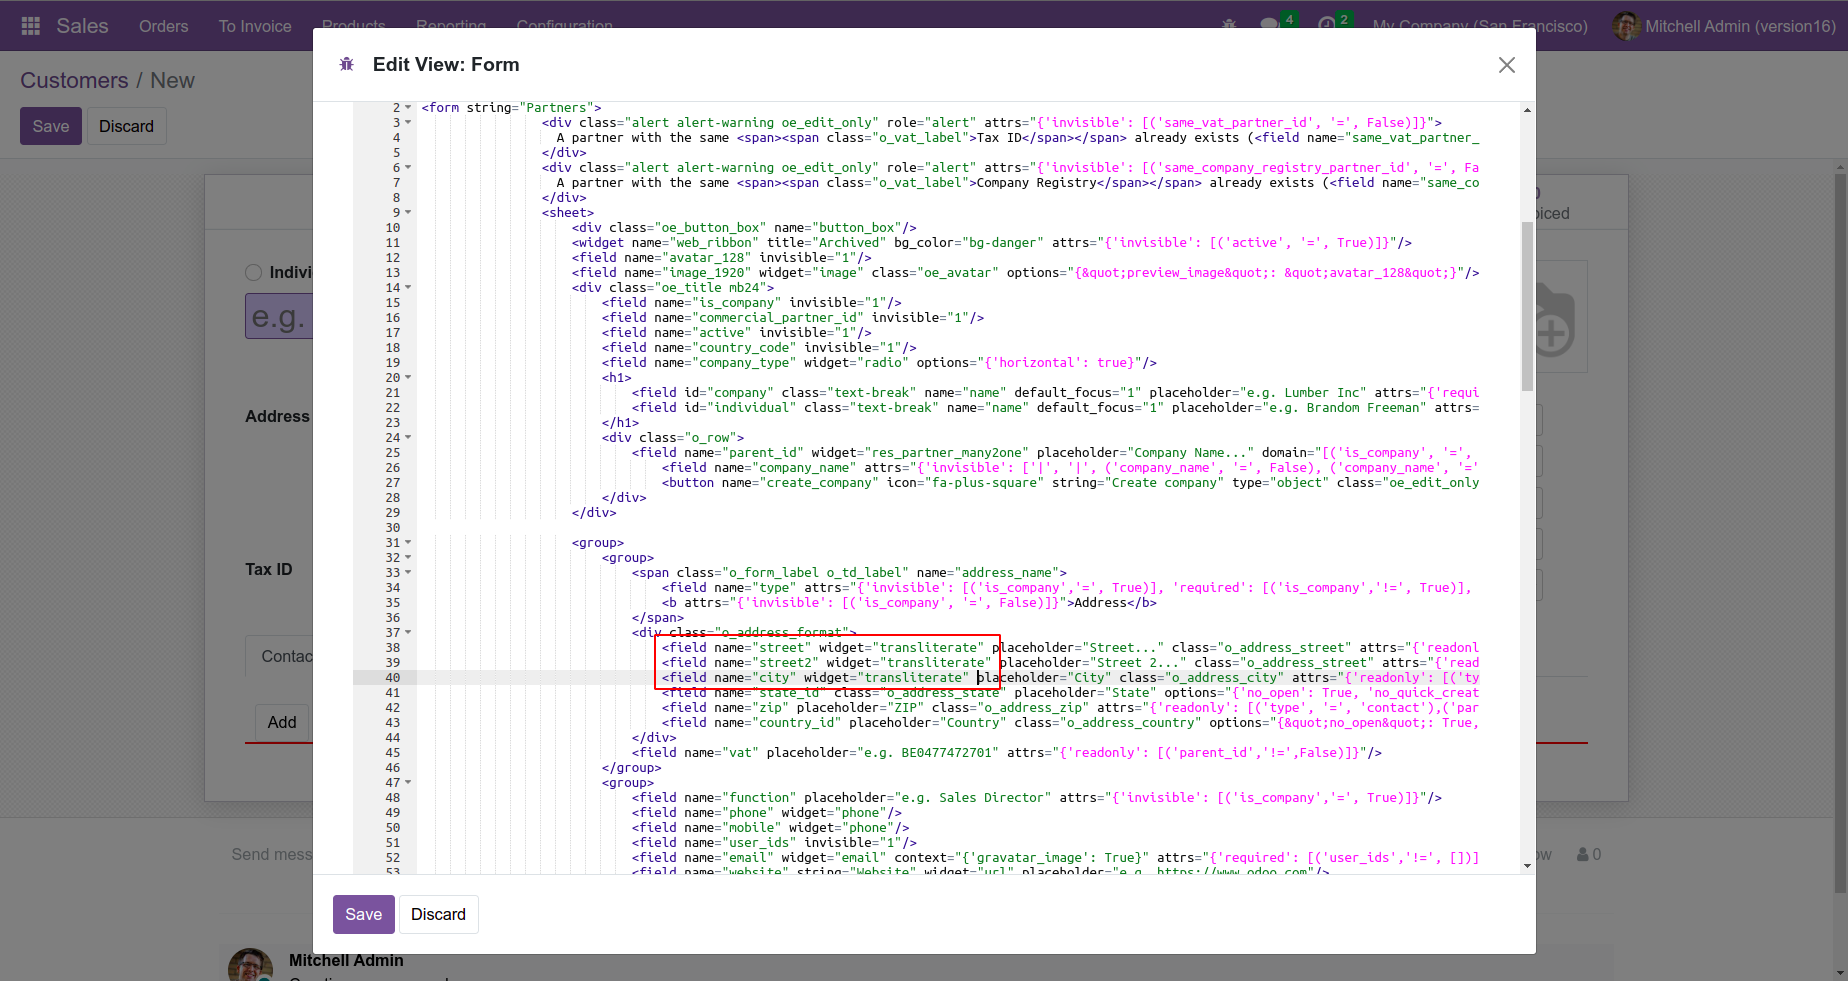 Sales Orders To Invoice Products Reporting Configuration 4 2 My Company (San Francisco) Mitchell Admin (version16)
Customers / New
Save Discard
Edit View: Form
2 <form string="Partners">
3 <div class="alert alert-warning oe_edit_only" role="alert" attrs="{'invisible': [('same_vat_partner_id', '=', False)]}">
4 A partner with the same <span><span class="o_vat_label">Tax ID</span></span> already exists (<field name="same_vat_partner_
5 </div>
6 <div class="alert alert-warning oe_edit_only" role="alert" attrs="{'invisible': [('same_company_registry_partner_id', '=', Fa
7 A partner with the same <span><span class="o_vat_label">Company Registry</span></span> already exists (<field name="same_co
8 </div>
9 <sheet>
10 <div class="oe_button_box" name="button_box"/>
11 <widget name="web_ribbon" title="Archived" bg_color="bg-danger" attrs="{'invisible': [('active', '=', True)]}"/>
12 <field name="avatar_128" invisible="1"/>
13 <field name="image_1920" widget="image" class="oe_avatar" options="{&quot;preview_image&quot;: &quot;avatar_128&quot;}"/>
14 <div class="oe_title mb24">
15 <field name="is_company" invisible="1"/>
16 <field name="commercial_partner_id" invisible="1"/>
17 <field name="active" invisible="1"/>
18 <field name="country_code" invisible="1"/>
19 <field name="company_type" widget="radio" options="{'horizontal': true}"/>
20 <h1>
21 <field id="company" class="text-break" name="name" default_focus="1" placeholder="e.g. Lumber Inc" attrs="{'requi
22 <field id="individual" class="text-break" name="name" default_focus="1" placeholder="e.g. Brandom Freeman" attrs=
23 </h1>
24 <div class="o_row">
25 <field name="parent_id" widget="res_partner_many2one" placeholder="Company Name..." domain="[('is_company', '=',
26 <field name="company_name" attrs="{'invisible': ['|', '|', ('company_name', '=', False), ('company_name', '='
27 <button name="create_company" icon="fa-plus-square" string="Create company" type="object" class="oe_edit_only
28 </div>
29 </div>
30
31 <group>
32 <group>
33 <span class="o_form_label o_td_label" name="address_name">
34 <field name="type" attrs="{'invisible': [('is_company','=', True)], 'required': [('is_company','!=', True)],
35 <b attrs="{'invisible': [('is_company', '=', False)]}">Address</b>
36 </span>
37 <div class="o_address_format">
38 <field name="street" widget="transliterate" placeholder="Street..." class="o_address_street" attrs="{'readonl
39 <field name="street2" widget="transliterate" placeholder="Street 2..." class="o_address_street" attrs="{'read
40 <field name="city" widget="transliterate" placeholder="City" class="o_address_city" attrs="{'readonly': [('ty
41 <field name="state_id" class="o_address_state" placeholder="State" options="{'no_open': True, 'no_quick_creat
42 <field name="zip" placeholder="ZIP" class="o_address_zip" attrs="{'readonly': [('type', '=', 'contact'),('par
43 <field name="country_id" placeholder="Country" class="o_address_country" options="{&quot;no_open&quot;: True,
44 </div>
45 <field name="vat" placeholder="e.g. BE0477472701" attrs="{'readonly': [('parent_id','!=',False)]}"/>
46 </group>
47 <group>
48 <field name="function" placeholder="e.g. Sales Director" attrs="{'invisible': [('is_company','=', True)]}"/>
49 <field name="phone" widget="phone"/>
50 <field name="mobile" widget="phone"/>
51 <field name="user_ids" invisible="1"/>
52 <field name="email" widget="email" context="{'gravatar_image': True}" attrs="{'required': [('user_ids','!=', [])]
53 <field name="website" string="Website" widget="url" placeholder="e.g. https://www.odoo.com"/>
Save Discard
Indivi
e.g.
Address
Tax ID
Contac
Add
oiced
Send mess
ow 0
Mitchell Admin